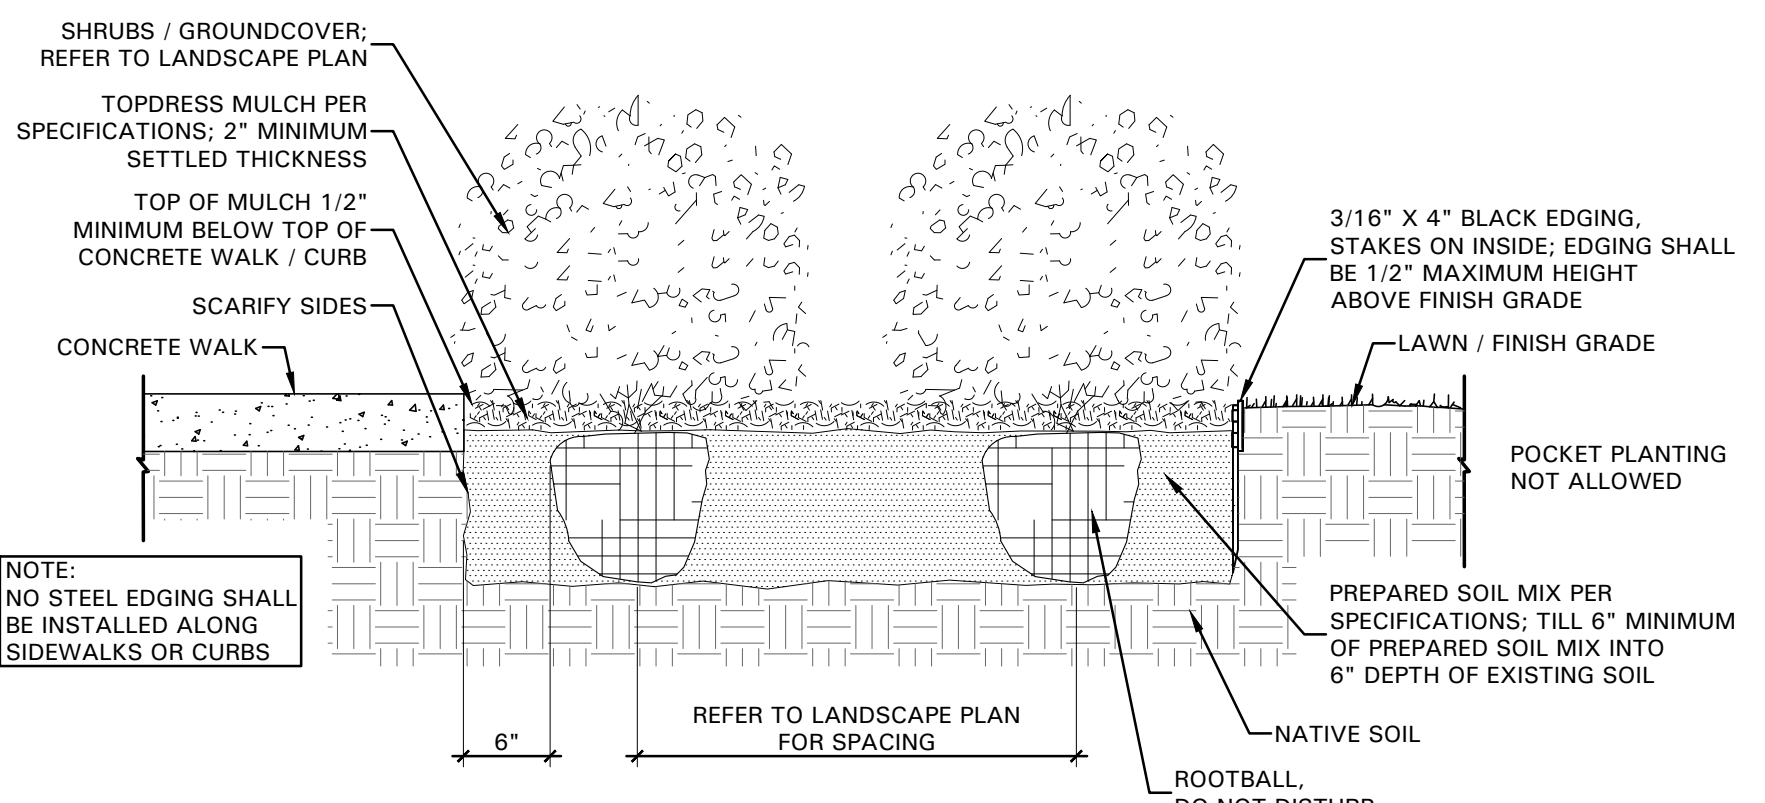 SHRUBS / GROUNDCOVER;
REFER TO LANDSCAPE PLAN
TOPDRESS MULCH PER
SPECIFICATIONS; 2" MINIMUM
SETTLED THICKNESS
TOP OF MULCH 1/2"
MINIMUM BELOW TOP OF
CONCRETE WALK / CURB
SCARIFY SIDES
CONCRETE WALK
NOTE:
NO STEEL EDGING SHALL
BE INSTALLED ALONG
SIDEWALKS OR CURBS
6"
REFER TO LANDSCAPE PLAN
FOR SPACING
3/16" X 4" BLACK EDGING,
STAKES ON INSIDE; EDGING SHALL
BE 1/2" MAXIMUM HEIGHT
ABOVE FINISH GRADE
LAWN / FINISH GRADE
POCKET PLANTING
NOT ALLOWED
PREPARED SOIL MIX PER
SPECIFICATIONS; TILL 6" MINIMUM
OF PREPARED SOIL MIX INTO
6" DEPTH OF EXISTING SOIL
NATIVE SOIL
ROOTBALL,
DO NOT DISTURB